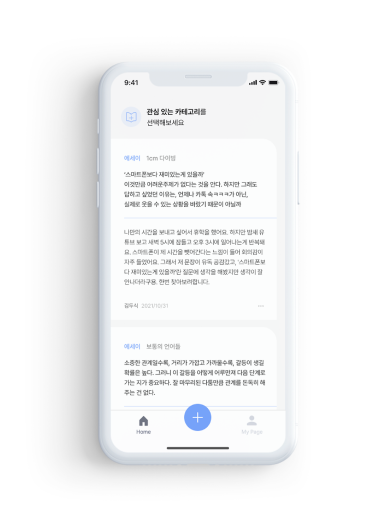 9:41
관심 있는 카테고리를
선택해보세요
에세이 1cm 다이빙
'스마트폰보다 재미있는게 있을까'
이것만큼 어려운주제가 없다는 것을 안다. 하지만 그래도
답하고 싶었던 이유는, 언제나 카톡 속ㅋㅋㅋ가 아닌,
실제로 웃을 수 있는 상황을 바랐기 때문이 아닐까
나만의 시간을 보내고 싶어서 유학을 했어요. 하지만 밤새 유
튜브 보고 새벽 5시에 잠들고 오후 3시에 일어나는게 반복돼
요. 스마트폰이 제 시간을 뺏어간다는 느낌이 들어 회의감이
자주 들었어요. 그래서 저 문장이 유독 공감갔고, '스마트폰보
다 재미있는게 있을까'란 질문에 생각을 해봤지만 생각이 잘
안나더라구용. 한번 찾아보려합니다.
김두식 2021/10/31
에세이 보통의 언어들
소중한 관계일수록, 거리가 가깝고 가까울수록, 갈등이 생길
확률은 높다. 그러니 이 갈등을 어떻게 어루만져 다음 단계로
가는 지가 중요하다. 잘 마무리된 다툼만큼 관계를 돈독히 해
주는 건 없다.
Home
My Page